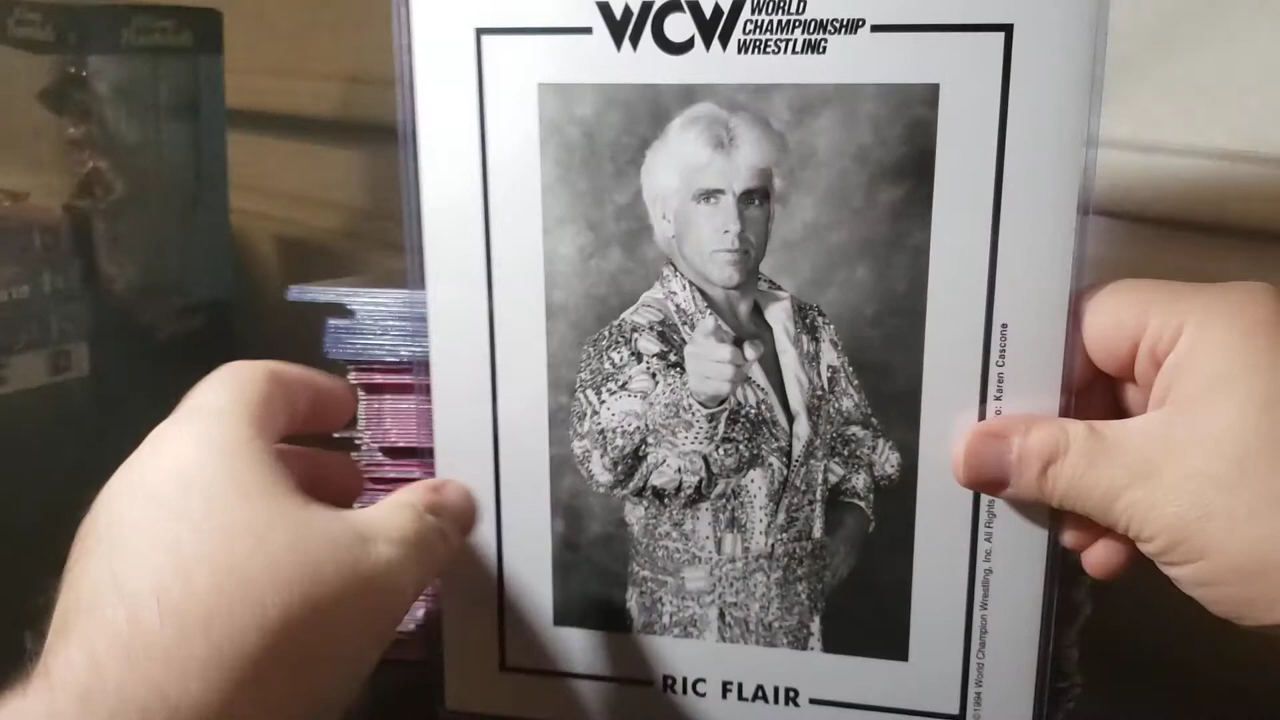 WCW WORLD
CHAMPIONSHIP
WRESTLING
RIC FLAIR
©1994 World Champion Wrestling, Inc. All Rights
o: Karen Cascone